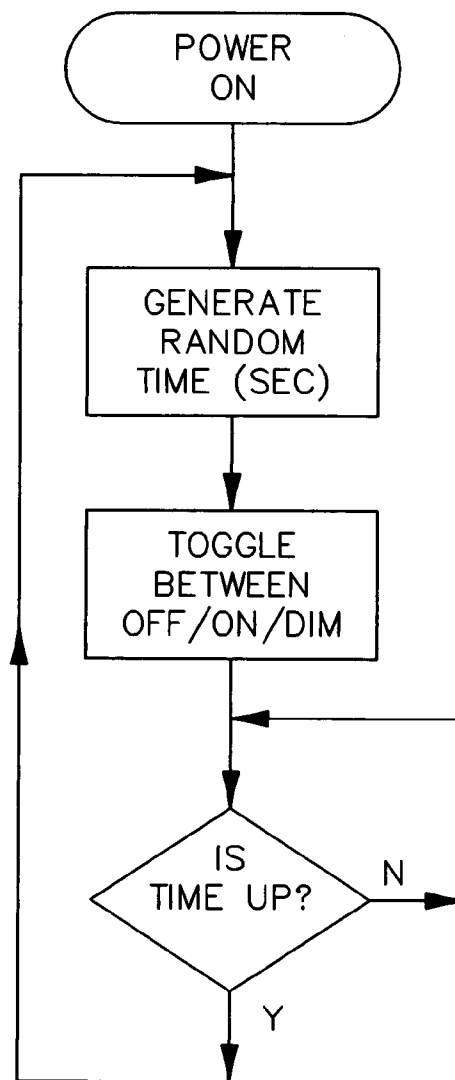 POWER
ON
GENERATE
RANDOM
TIME (SEC)
TOGGLE
BETWEEN
OFF/ON/DIM
IS
TIME UP?
N
Y